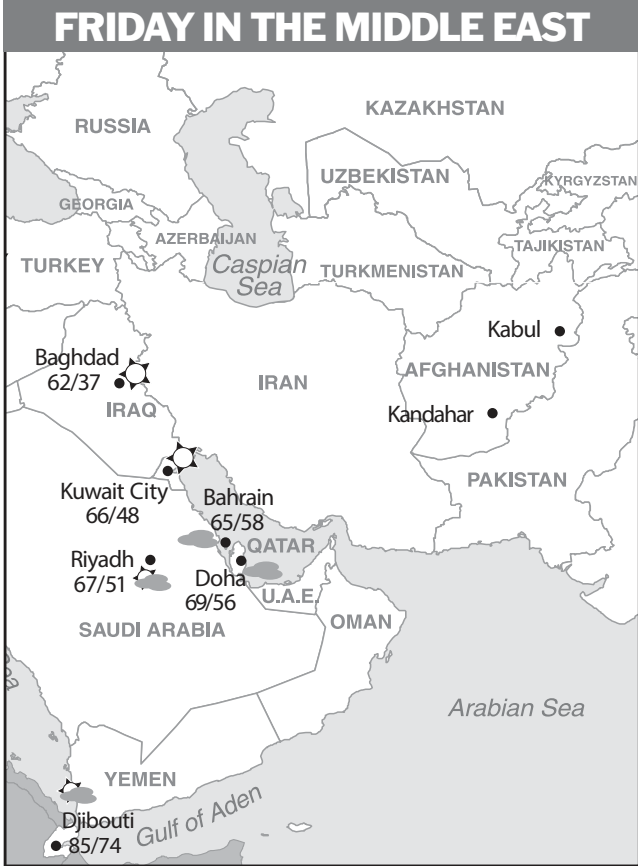 FRIDAY IN THE MIDDLE EAST
KAZAKHSTAN
RUSSIA
UZBEKISTAN
KYRGYZSTAN
GEORGIA
AZERBAIJAN
TAJIKISTAN
TURKEY
Caspian
Sea
TURKMENISTAN
Kabul
Baghdad
62/37
IRAN
AFGHANISTAN
IRAQ
Kandahar
PAKISTAN
Kuwait City
66/48
Bahrain
65/58
QATAR
Riyadh
67/51
Doha
69/56
U.A.E.
OMAN
SAUDI ARABIA
Arabian Sea
YEMEN
Gulf of Aden
Djibouti
85/74